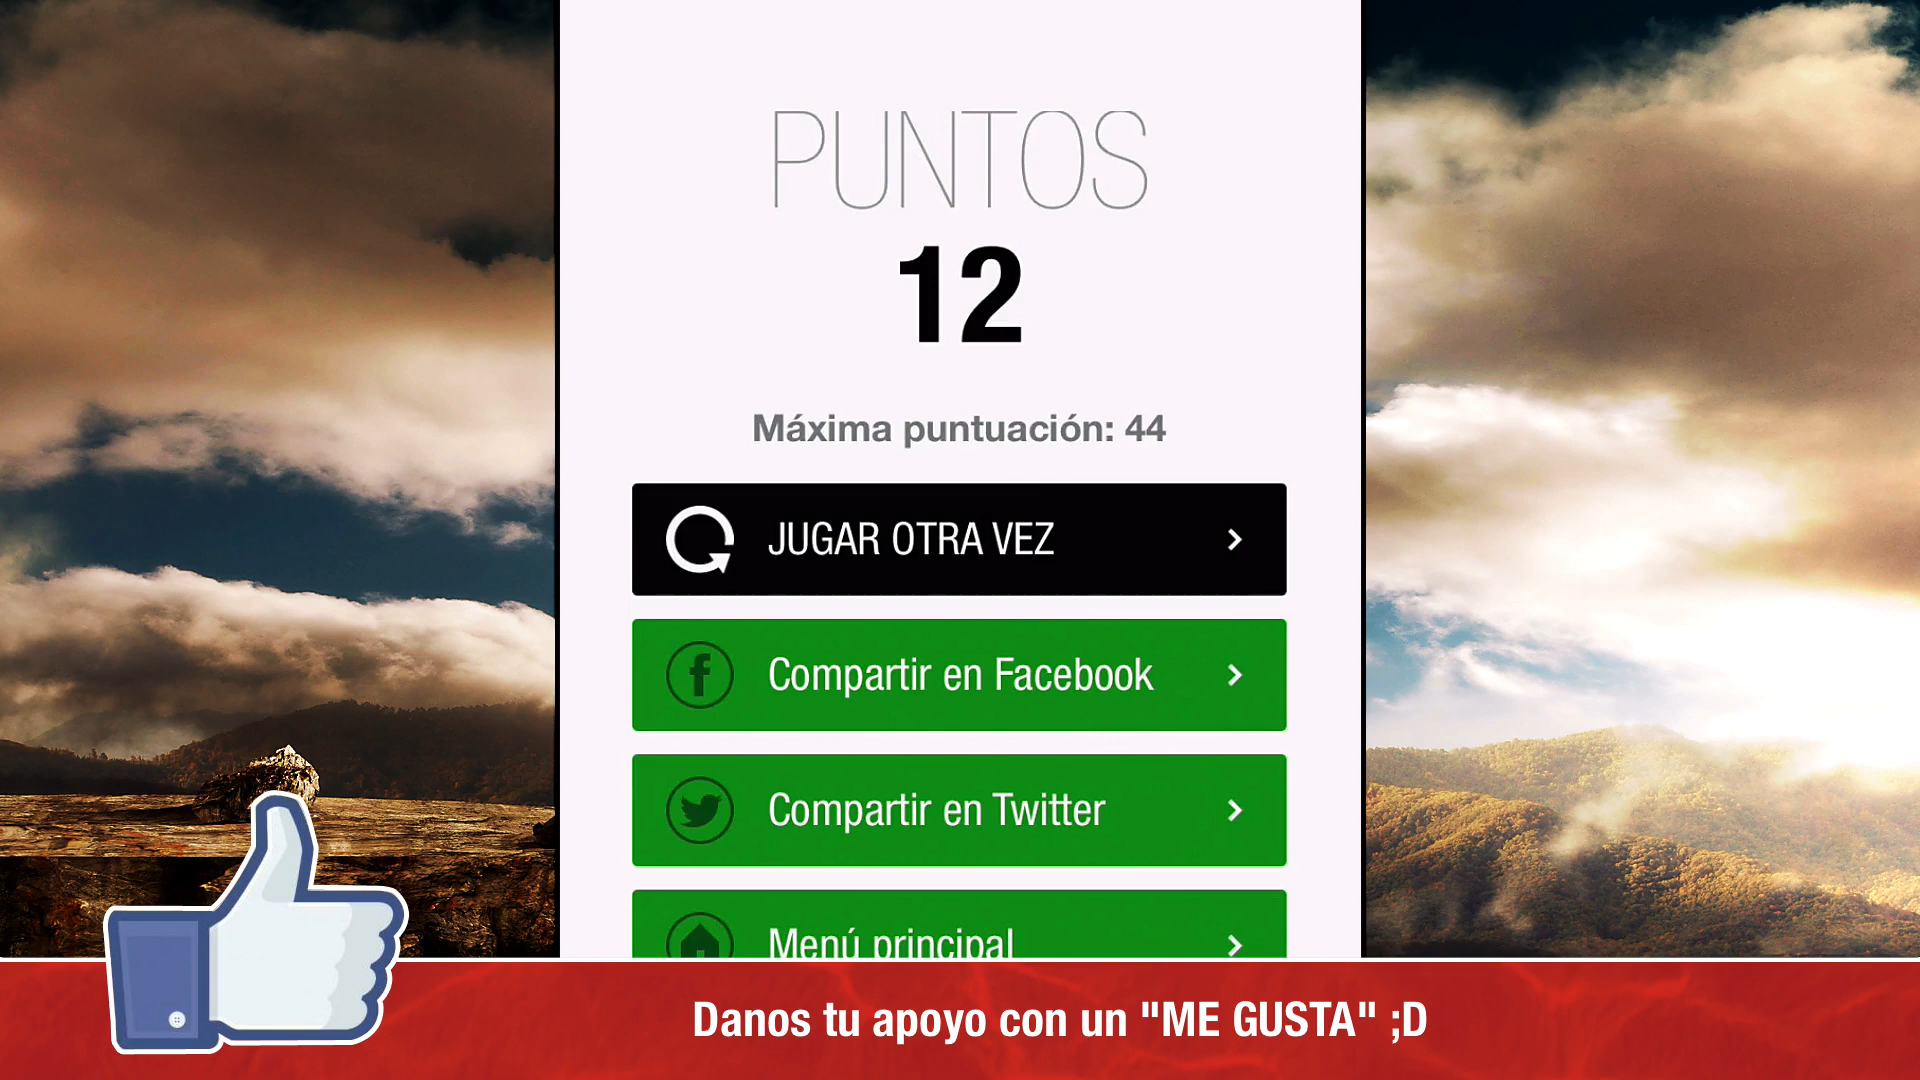 PUNTOS
12
Máxima puntuación: 44
JUGAR OTRA VEZ
Compartir en Facebook
Compartir en Twitter
Menú principal
Danos tu apoyo con un "ME GUSTA" ;D